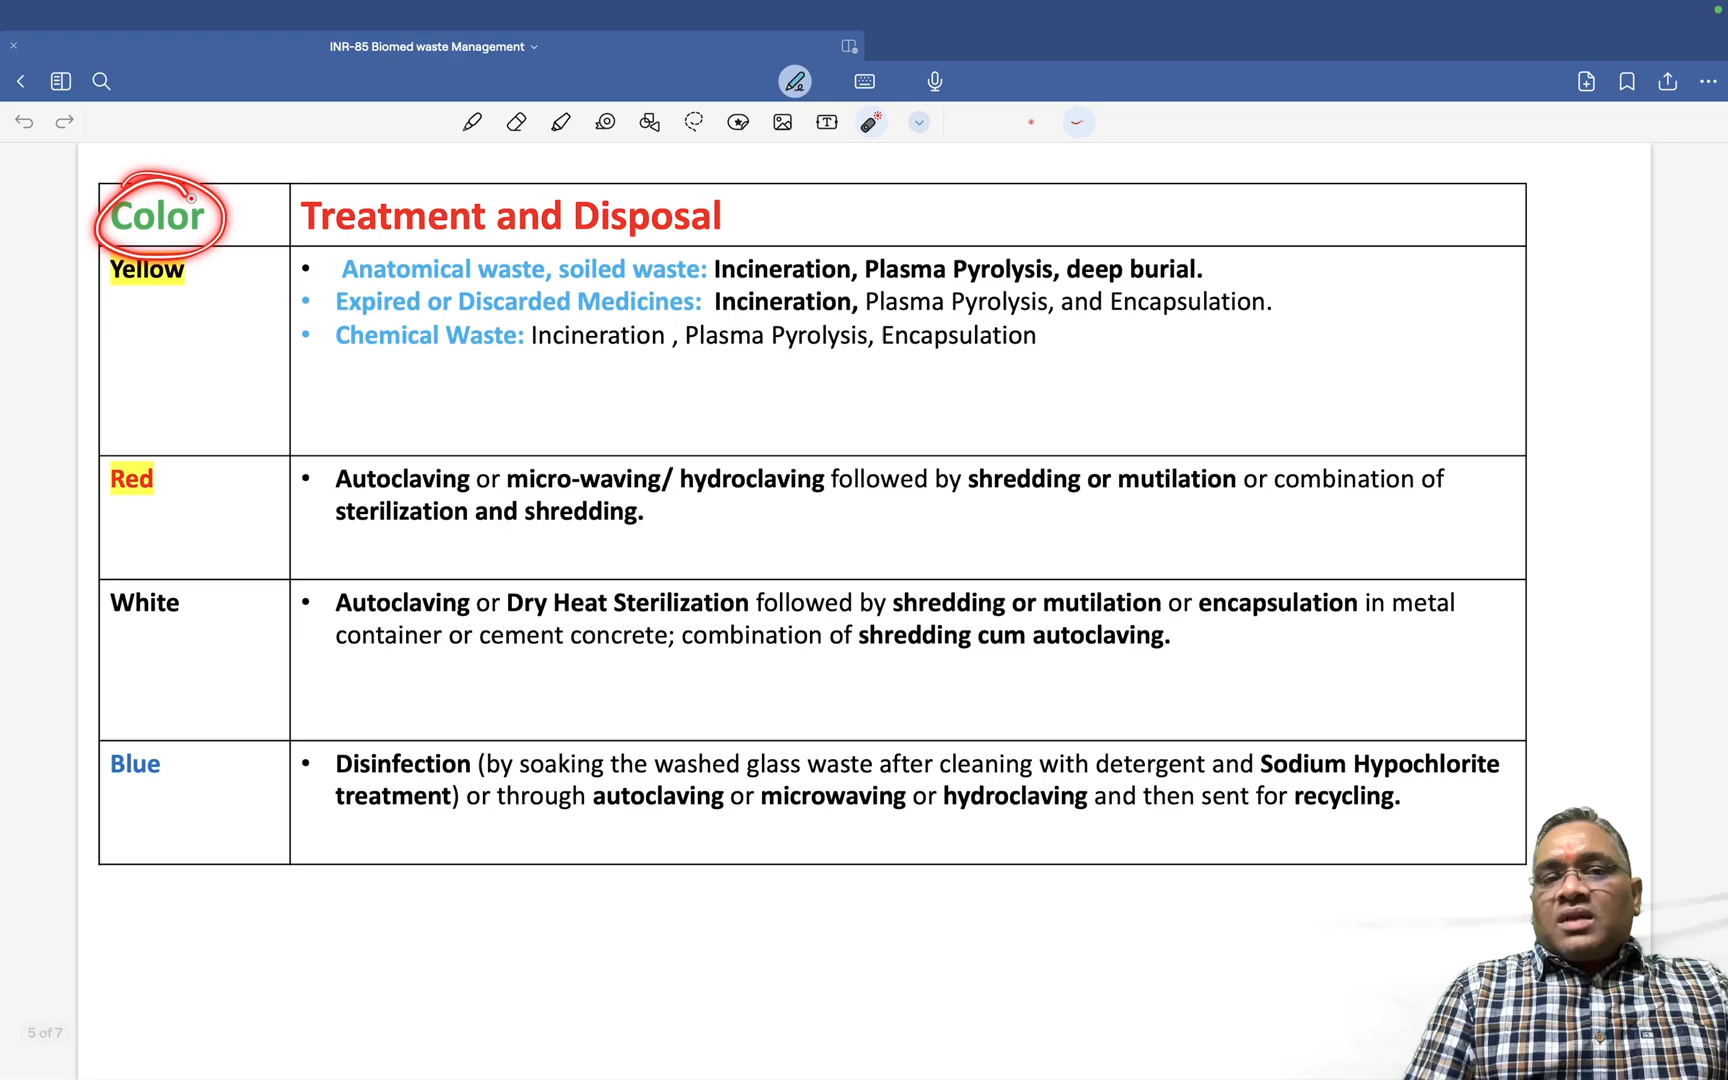 INR-85 Biomed waste Management
Color
Treatment and Disposal
Yellow
• Anatomical waste, soiled waste: Incineration, Plasma Pyrolysis, deep burial.
• Expired or Discarded Medicines: Incineration, Plasma Pyrolysis, and Encapsulation.
• Chemical Waste: Incineration , Plasma Pyrolysis, Encapsulation
Red
• Autoclaving or micro-waving/ hydroclaving followed by shredding or mutilation or combination of
sterilization and shredding.
White
• Autoclaving or Dry Heat Sterilization followed by shredding or mutilation or encapsulation in metal
container or cement concrete; combination of shredding cum autoclaving.
Blue
• Disinfection (by soaking the washed glass waste after cleaning with detergent and Sodium Hypochlorite
treatment) or through autoclaving or microwaving or hydroclaving and then sent for recycling.
5 of 7